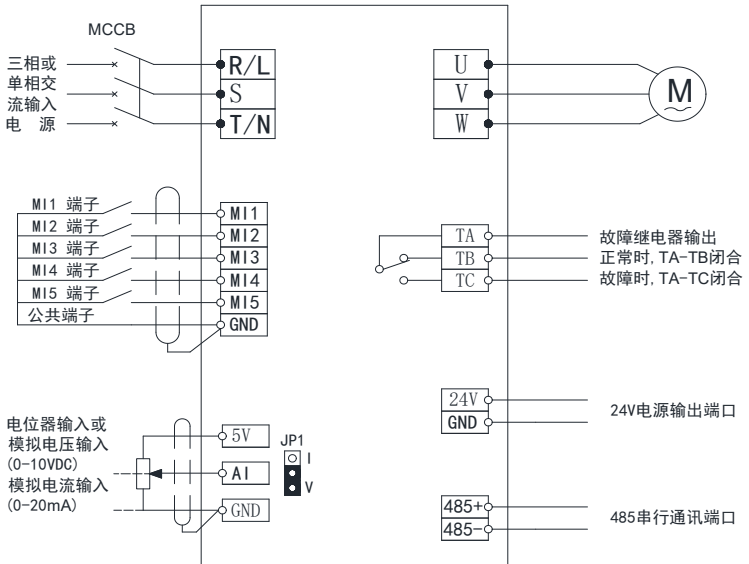 MCCB
三相或
单相交
流输入
电 源
R/L
S
T/N
U
V
W
M
MI1 端子
MI2 端子
MI3 端子
MI4 端子
MI5 端子
公共端子
MI1
MI2
MI3
MI4
MI5
GND
TA
TB
TC
故障继电器输出
正常时, TA-TB闭合
故障时, TA-TC闭合
24V
GND
24V电源输出端口
电位器输入或
模拟电压输入
(0-10VDC)
模拟电流输入
(0-20mA)
5V
AI
GND
JP1
I
V
485+
485-
485串行通讯端口